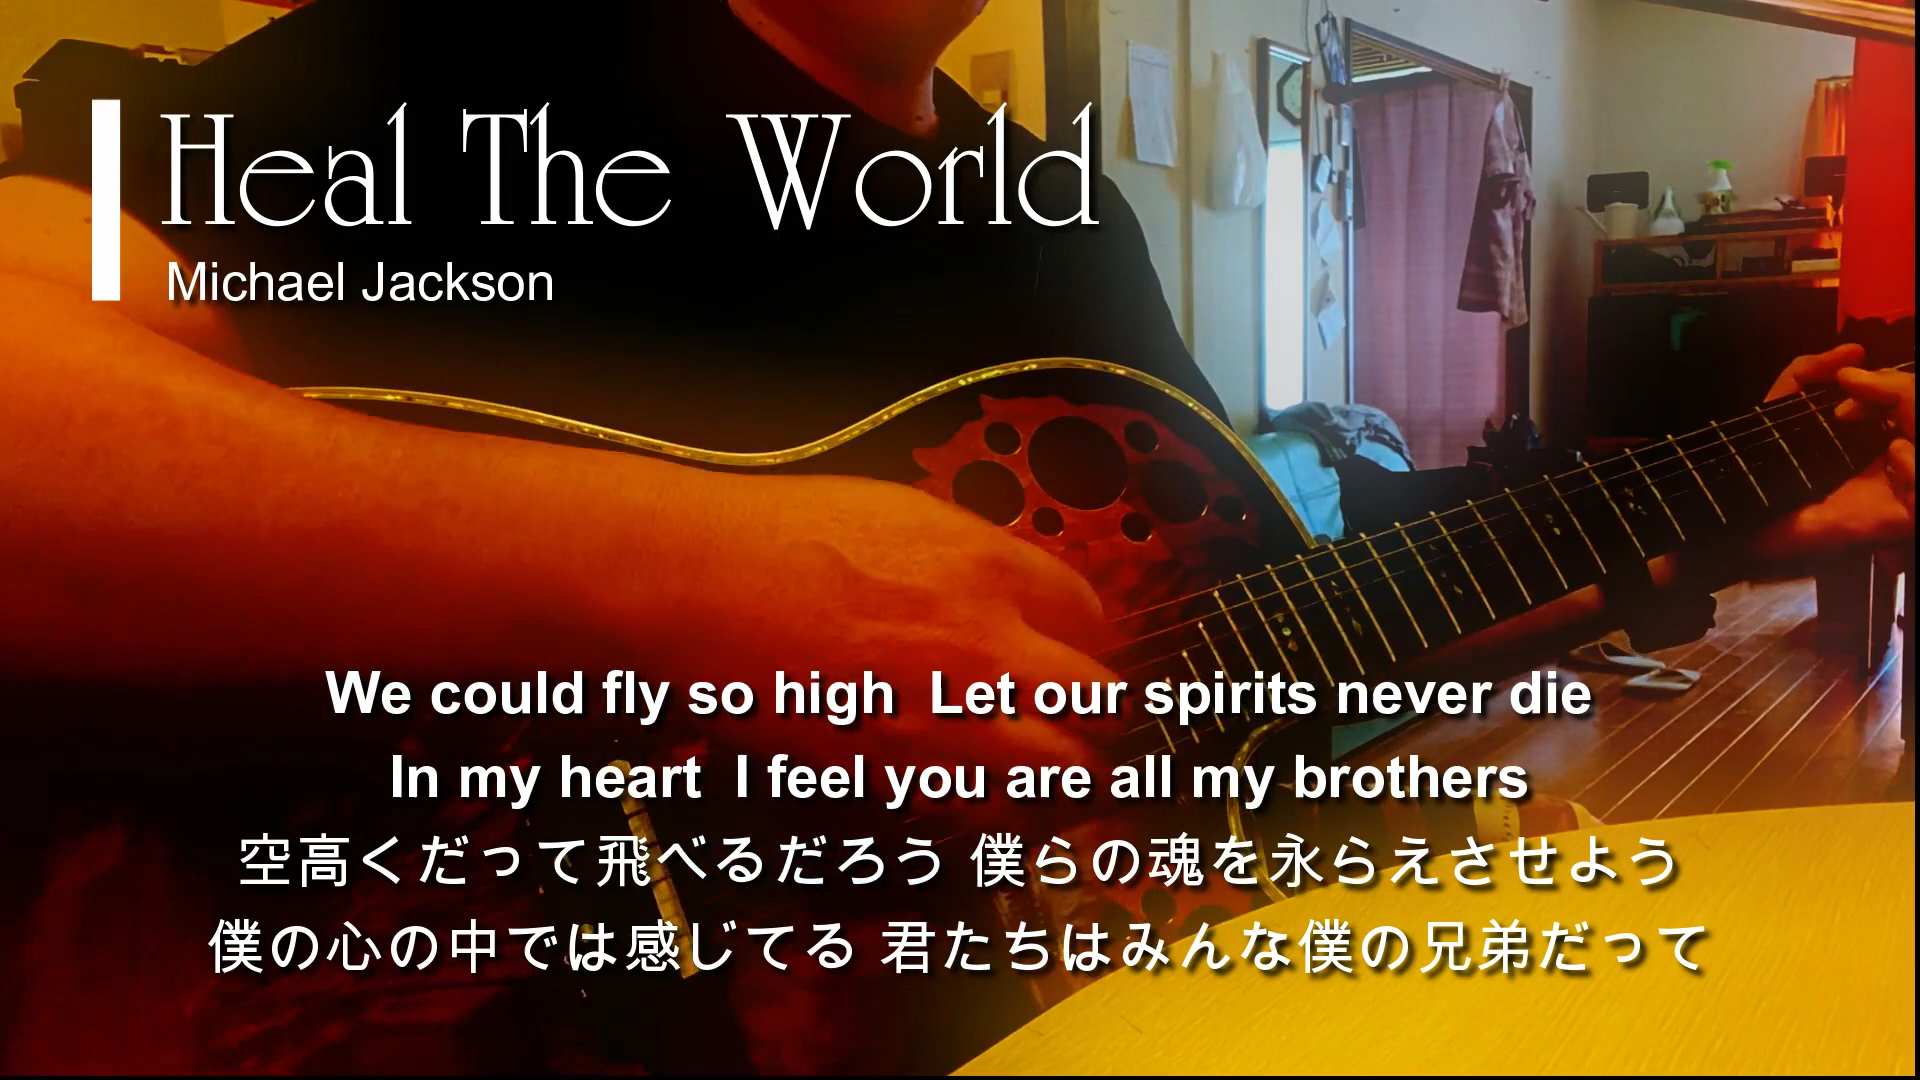 Heal The World
Michael Jackson
We could fly so high  Let our spirits never die
In my heart  I feel you are all my brothers
空高くだって飛べるだろう 僕らの魂を永らえさせよう
僕の心の中では感じてる 君たちはみんな僕の兄弟だって